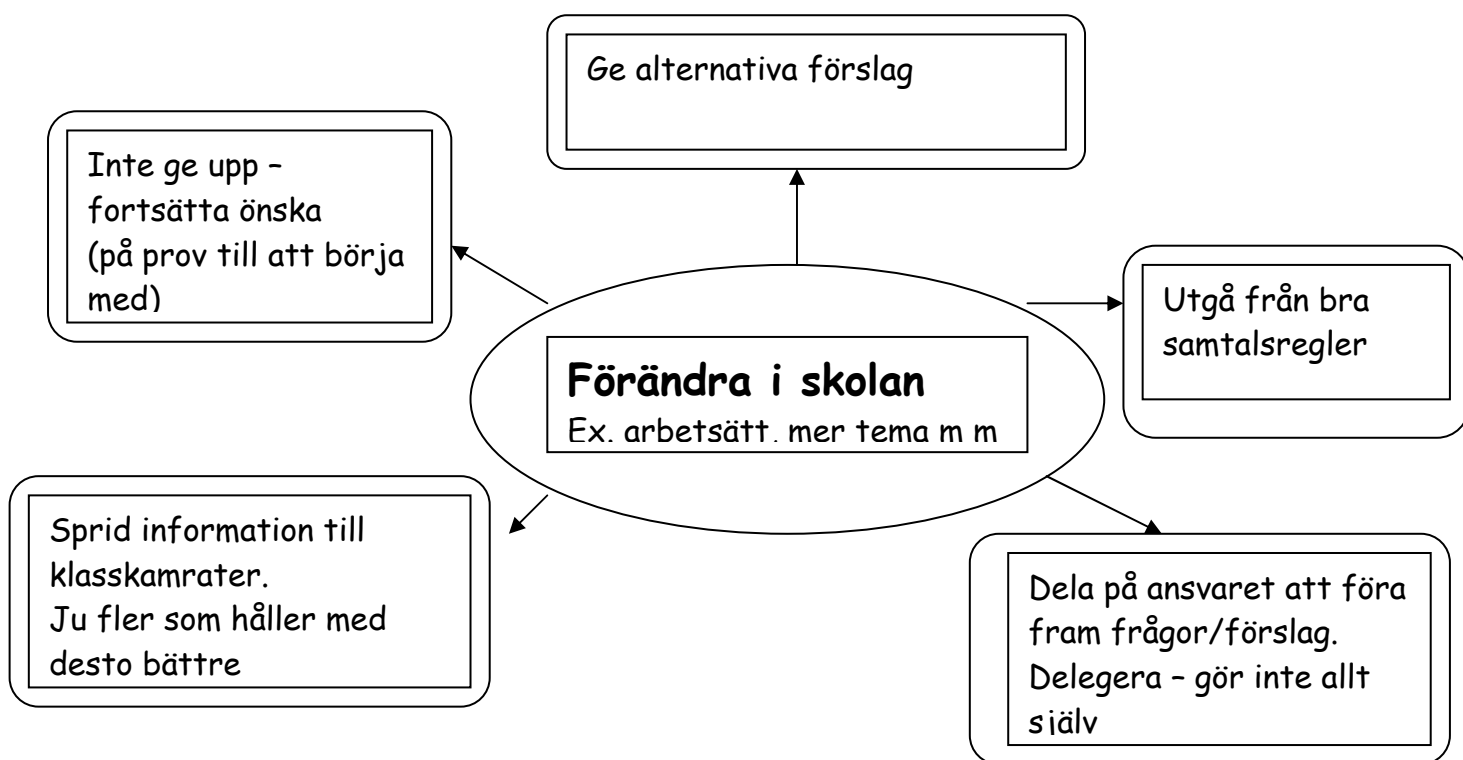 Ge alternativa förslag
Inte ge upp –
fortsätta önska
(på prov till att börja
med)
Utgå från bra
samtalsregler
Förändra i skolan
Ex. arbetsätt, mer tema m m
Sprid information till
klasskamrater.
Ju fler som håller med
desto bättre
Dela på ansvaret att föra
fram frågor/förslag.
Delegera – gör inte allt
själv